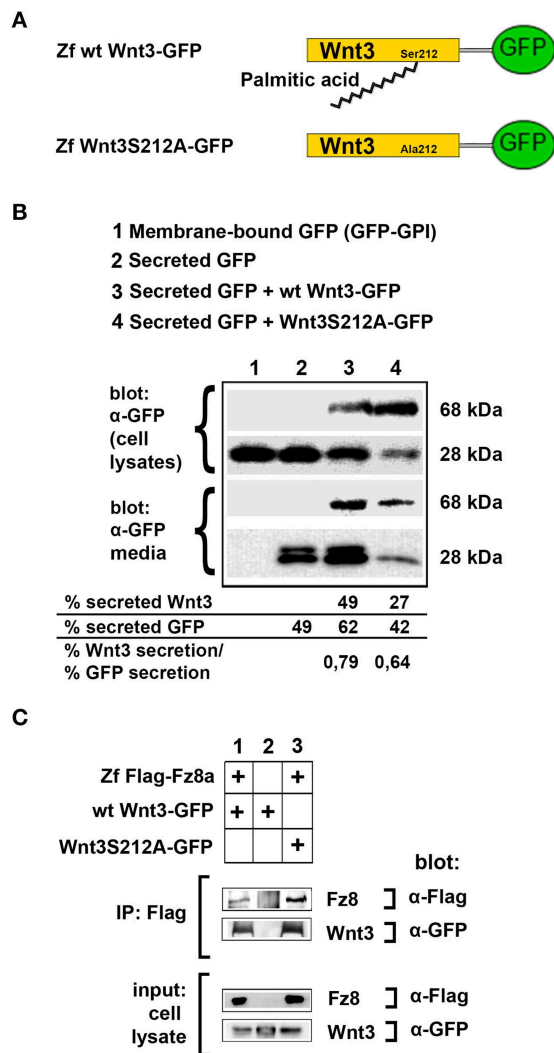 A
Zf wt Wnt3-GFP
Wnt3 Ser212 GFP
Palmitic acid
Zf Wnt3S212A-GFP
Wnt3 Ala212 GFP
B
1 Membrane-bound GFP (GFP-GPI)
2 Secreted GFP
3 Secreted GFP + wt Wnt3-GFP
4 Secreted GFP + Wnt3S212A-GFP
1 2 3 4
blot:
α-GFP
(cell
lysates)
68 kDa
28 kDa
blot:
α-GFP
media
68 kDa
28 kDa
% secreted Wnt3 49 27
% secreted GFP 49 62 42
% Wnt3 secretion/
% GFP secretion
0,79 0,64
C
1 2 3
Zf Flag-Fz8a + +
wt Wnt3-GFP + +
Wnt3S212A-GFP +
blot:
IP: Flag
Fz8 α-Flag
Wnt3 α-GFP
input:
cell
lysate
Fz8 α-Flag
Wnt3 α-GFP